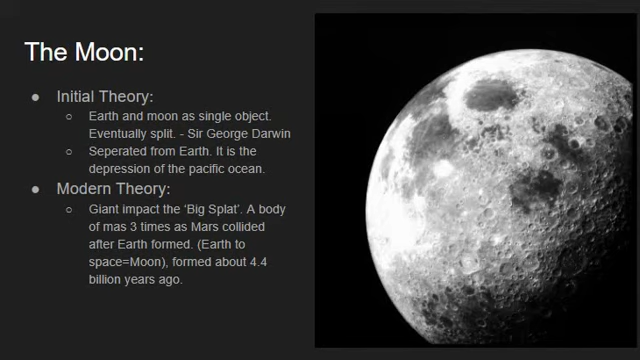 The Moon:
● Initial Theory:
○ Earth and moon as single object.
Eventually split. - Sir George Darwin
○ Seperated from Earth. It is the
depression of the pacific ocean.
● Modern Theory:
○ Giant impact the 'Big Splat'. A body
of mas 3 times as Mars collided
after Earth formed. (Earth to
space=Moon), formed about 4.4
billion years ago.